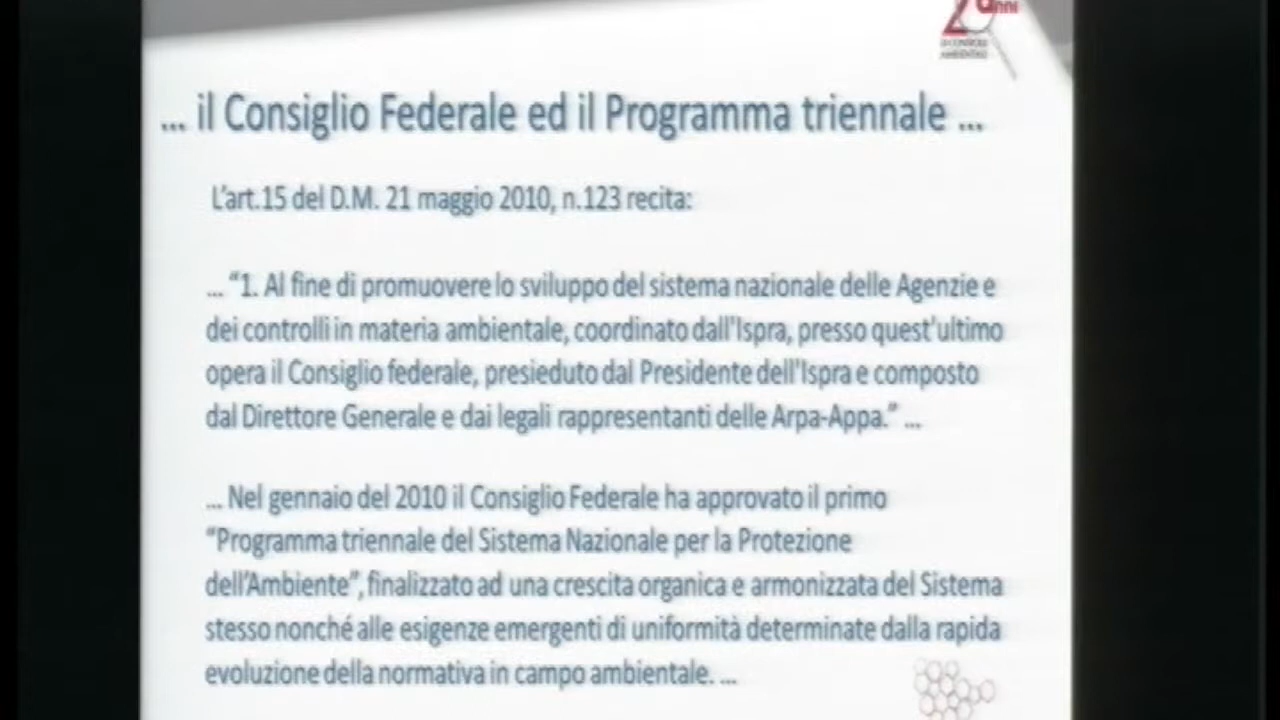 20 anni
DI CONTROLLI
AMBIENTALI
... il Consiglio Federale ed il Programma triennale ...
L'art.15 del D.M. 21 maggio 2010, n.123 recita:
... “1. Al fine di promuovere lo sviluppo del sistema nazionale delle Agenzie e
dei controlli in materia ambientale, coordinato dall'Ispra, presso quest'ultimo
opera il Consiglio federale, presieduto dal Presidente dell'Ispra e composto
dal Direttore Generale e dai legali rappresentanti delle Arpa-Appa.” ...
... Nel gennaio del 2010 il Consiglio Federale ha approvato il primo
“Programma triennale del Sistema Nazionale per la Protezione
dell'Ambiente”, finalizzato ad una crescita organica e armonizzata del Sistema
stesso nonché alle esigenze emergenti di uniformità determinate dalla rapida
evoluzione della normativa in campo ambientale. ...